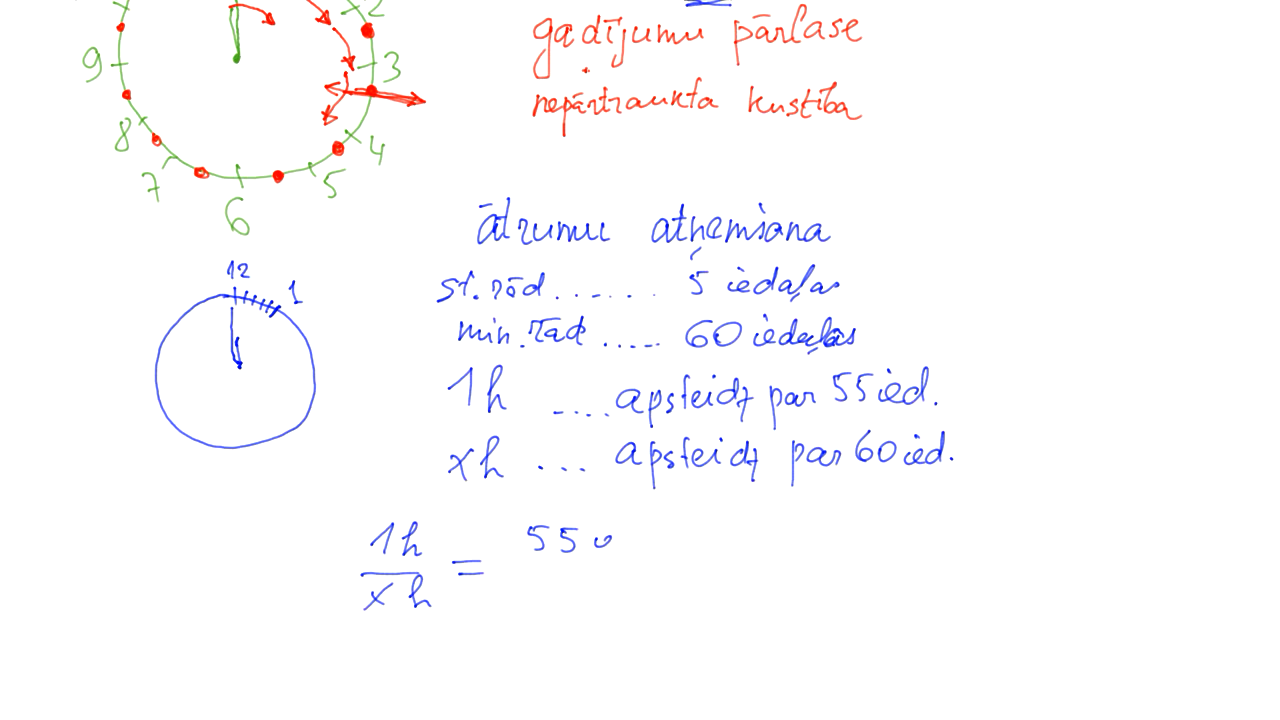 2
gadījumu pārlase
9
3
nepārtraukta kustība
8
4
7
5
6
ātrumu atņemšana
12
1
st. rād. ...... 5 iedaļas
min. rād ..... 60 iedaļas
1h .... apsteidz par 55 ied.
xh ... apsteidz par 60 ied.
1h
xh
= 55